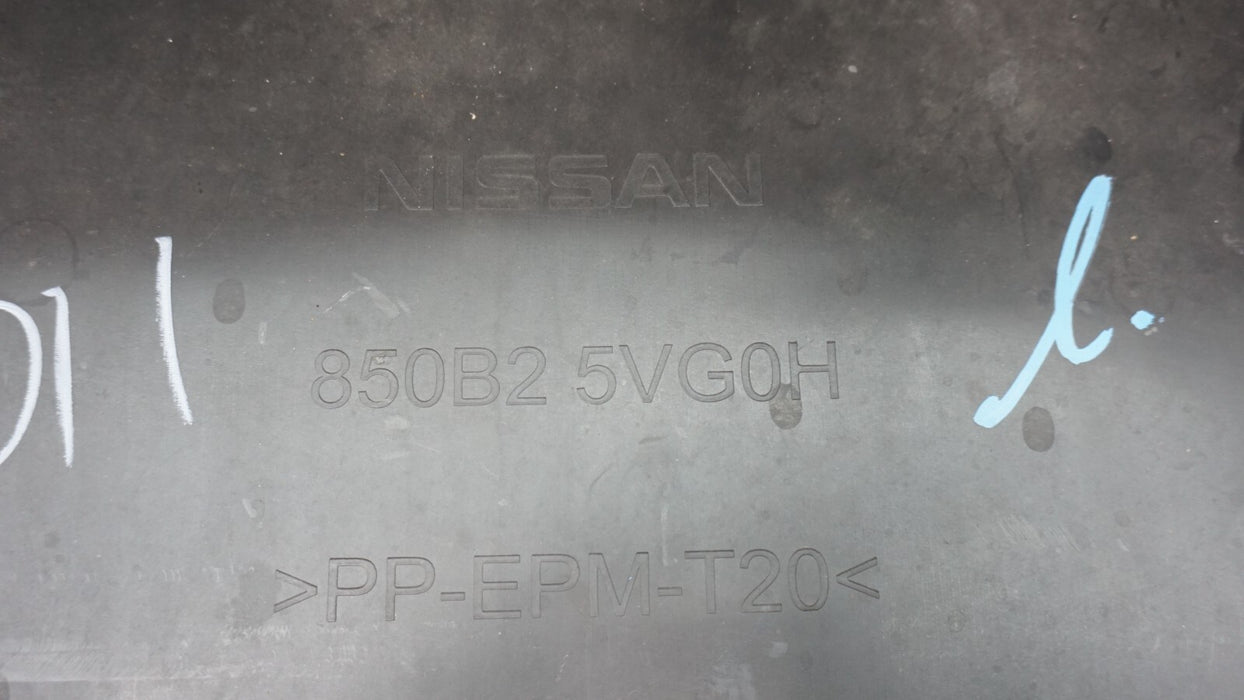 NISSAN
850B2 5VG0H
>PP-EPM-T20<